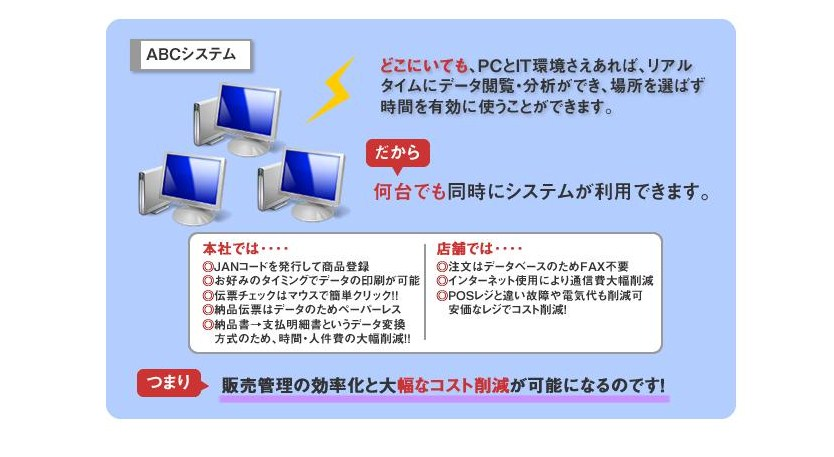 ABCシステム
どこにいても、PCとIT環境さえあれば、リアル
タイムにデータ閲覧・分析ができ、場所を選ばず
時間を有効に使うことができます。
だから
何台でも同時にシステムが利用できます。
本社では・・・・
◎JANコードを発行して商品登録
◎お好みのタイミングでデータの印刷が可能
◎伝票チェックはマウスで簡単クリック!!
◎納品伝票はデータのためペーパーレス
◎納品書→支払明細書というデータ変換
方式のため、時間・人件費の大幅削減!!
店舗では・・・・
◎注文はデータベースのためFAX不要
◎インターネット使用により通信費大幅削減
◎POSレジと違い故障や電気代も削減可
安価なレジでコスト削減!
つまり
販売管理の効率化と大幅なコスト削減が可能になるのです!